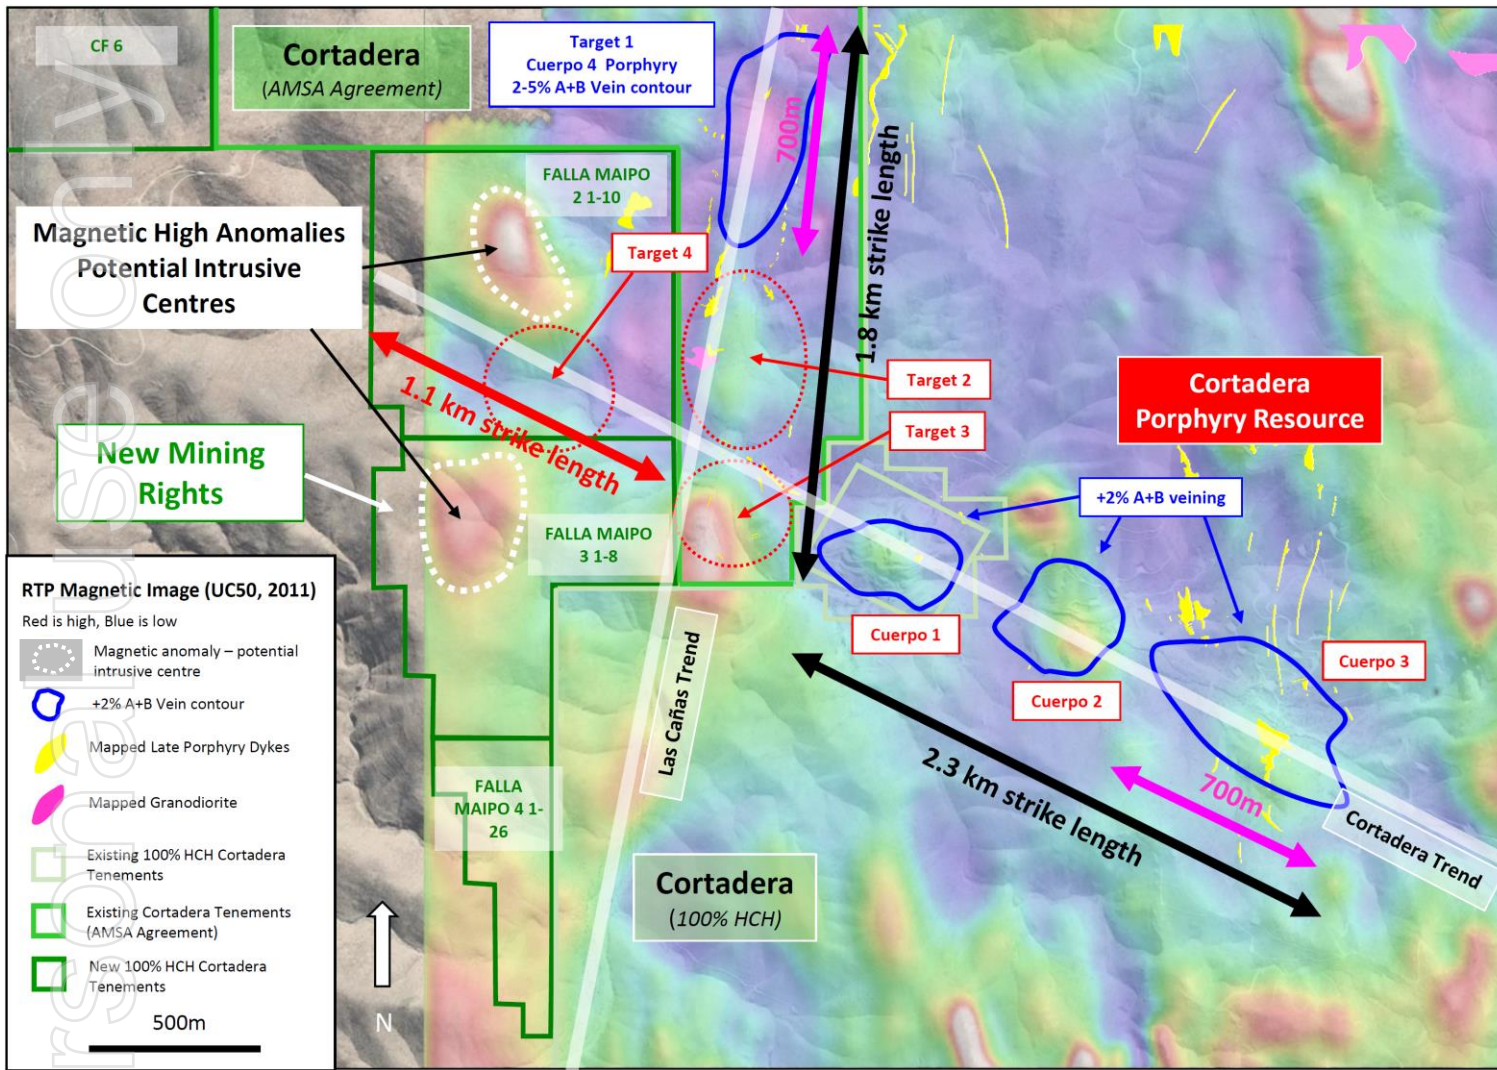 CF 6
Cortadera
(AMSA Agreement)
Target 1
Cuerpo 4 Porphyry
2-5% A+B Vein contour
700m
1.8 km strike length
FALLA MAIPO
2 1-10
Magnetic High Anomalies
Potential Intrusive
Centres
Target 4
Target 2
Target 3
1.1 km strike length
Cortadera
Porphyry Resource
New Mining
Rights
+2% A+B veining
FALLA MAIPO
3 1-8
Cuerpo 1
Cuerpo 2
Cuerpo 3
Las Cañas Trend
2.3 km strike length
700m
Cortadera Trend
FALLA
MAIPO 4 1-
26
Cortadera
(100% HCH)
RTP Magnetic Image (UC50, 2011)
Red is high, Blue is low
Magnetic anomaly – potential
intrusive centre
+2% A+B Vein contour
Mapped Late Porphyry Dykes
Mapped Granodiorite
Existing 100% HCH Cortadera
Tenements
Existing Cortadera Tenements
(AMSA Agreement)
New 100% HCH Cortadera
Tenements
500m
N
rsonal use only